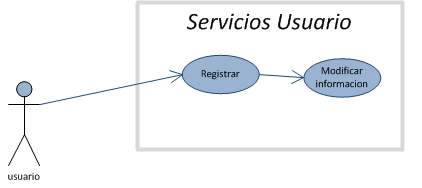 Servicios Usuario
Registrar
Modificar
informacion
usuario